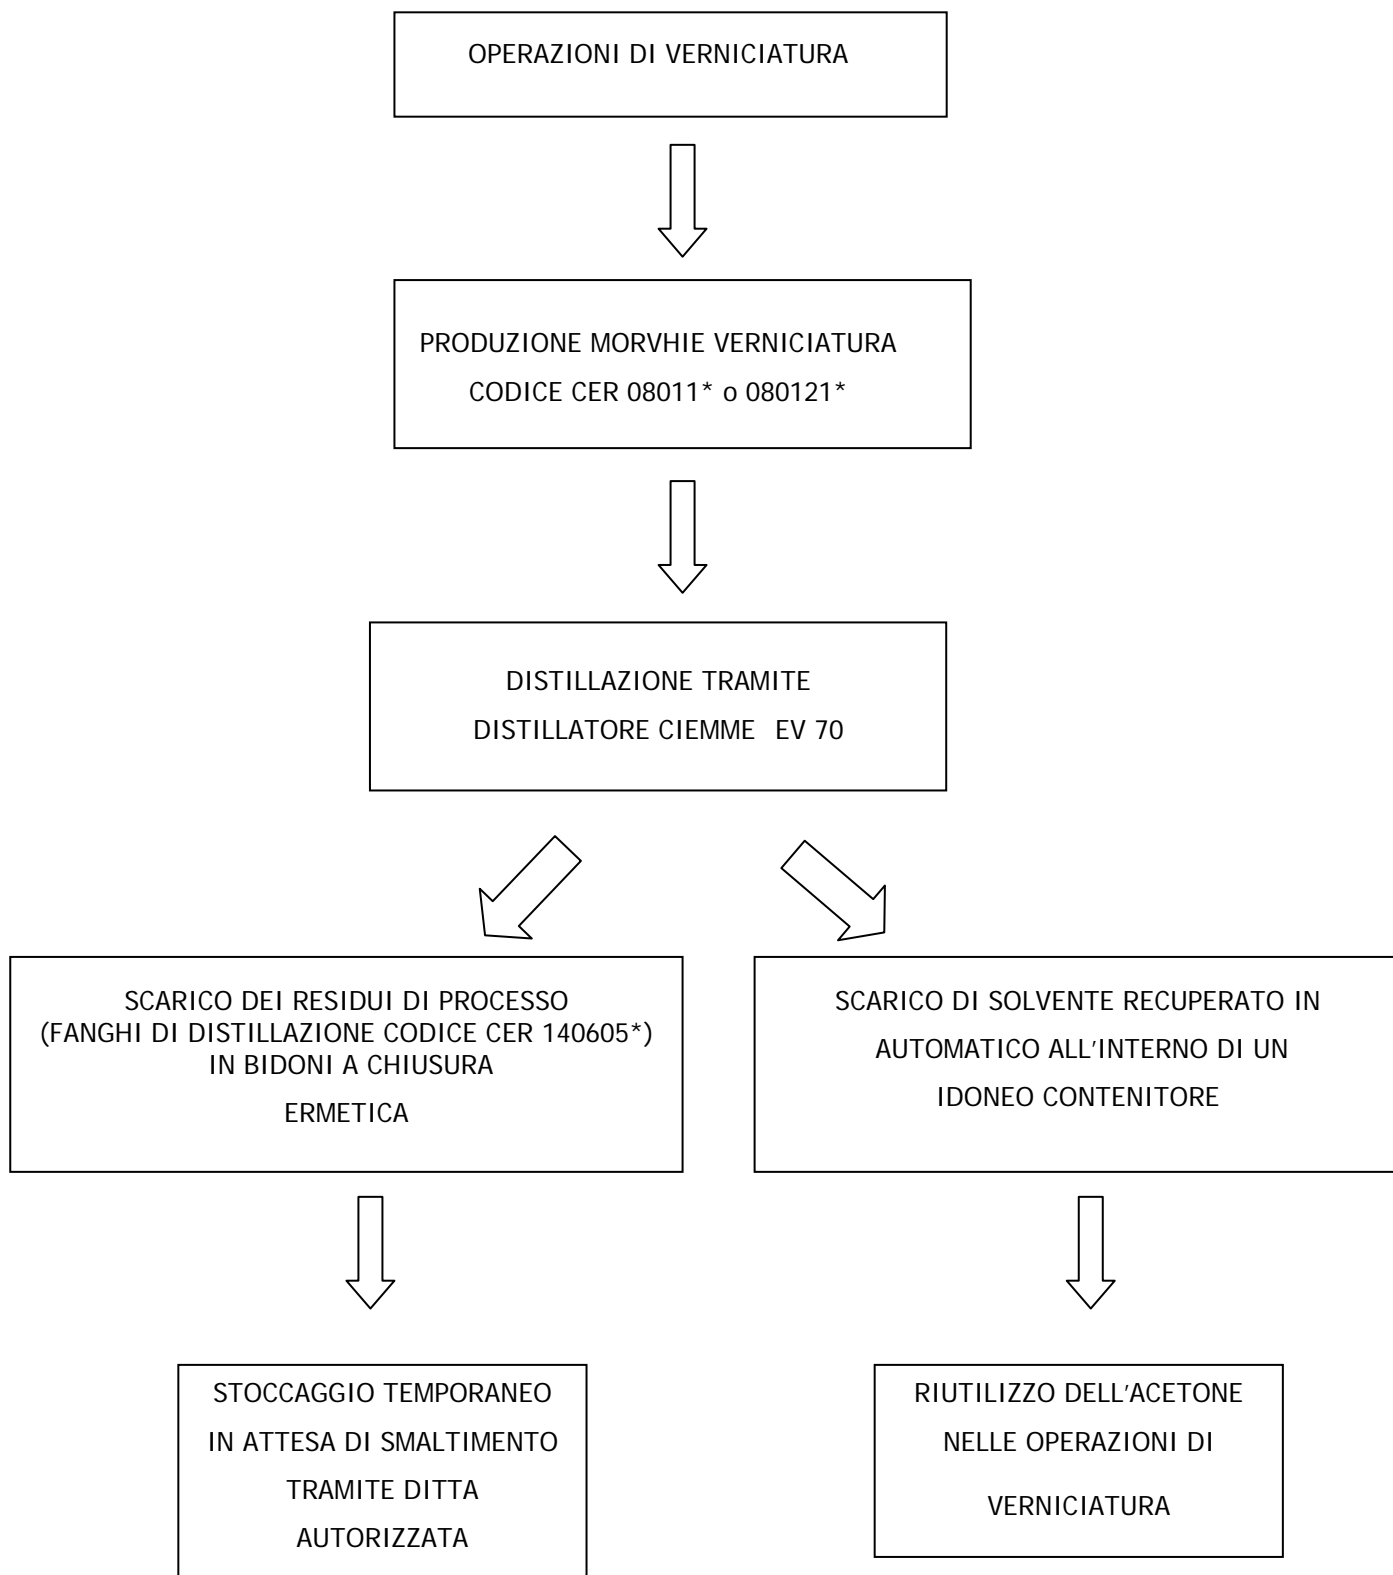 OPERAZIONI DI VERNICIATURA
PRODUZIONE MORVHIE VERNICIATURA
CODICE CER 08011* o 080121*
DISTILLAZIONE TRAMITE
DISTILLATORE CIEMME EV 70
SCARICO DEI RESIDUI DI PROCESSO
(FANGHI DI DISTILLAZIONE CODICE CER 140605*)
IN BIDONI A CHIUSURA
ERMETICA
SCARICO DI SOLVENTE RECUPERATO IN
AUTOMATICO ALL'INTERNO DI UN
IDONEO CONTENITORE
STOCCAGGIO TEMPORANEO
IN ATTESA DI SMALTIMENTO
TRAMITE DITTA
AUTORIZZATA
RIUTILIZZO DELL'ACETONE
NELLE OPERAZIONI DI
VERNICIATURA